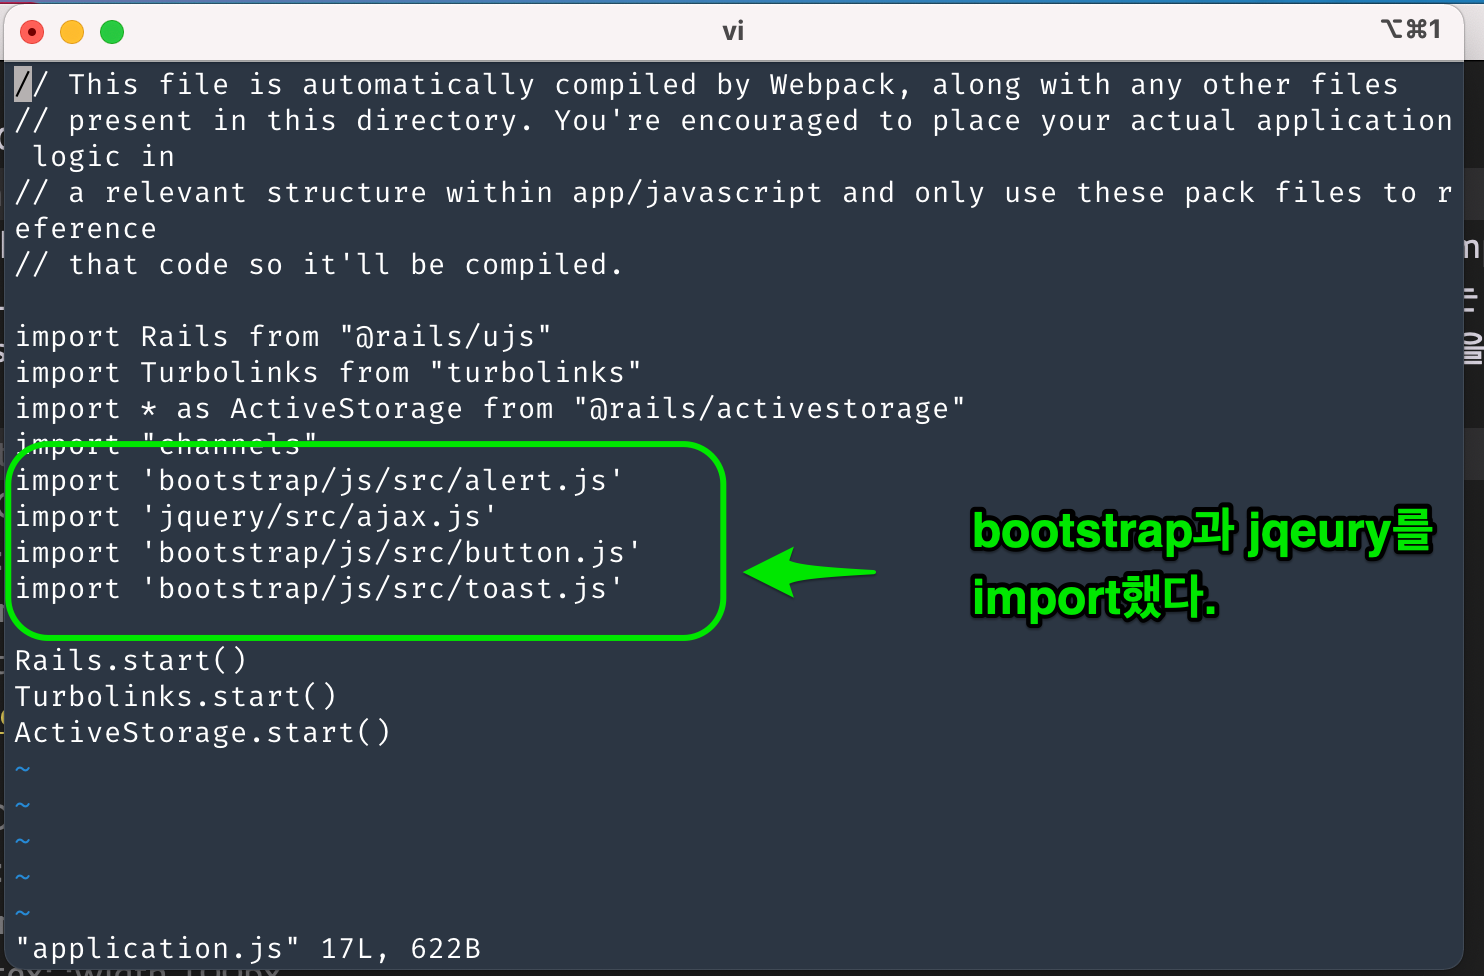 vi
⌥⌘1
// This file is automatically compiled by Webpack, along with any other files
// present in this directory. You're encouraged to place your actual application
 logic in
// a relevant structure within app/javascript and only use these pack files to r
eference
// that code so it'll be compiled.
import Rails from "@rails/ujs"
import Turbolinks from "turbolinks"
import * as ActiveStorage from "@rails/activestorage"
import "channels"
import 'bootstrap/js/src/alert.js'
import 'jquery/src/ajax.js'
import 'bootstrap/js/src/button.js'
import 'bootstrap/js/src/toast.js'
bootstrap과 jqeury를
import했다.
Rails.start()
Turbolinks.start()
ActiveStorage.start()
~
~
~
~
~
"application.js" 17L, 622B